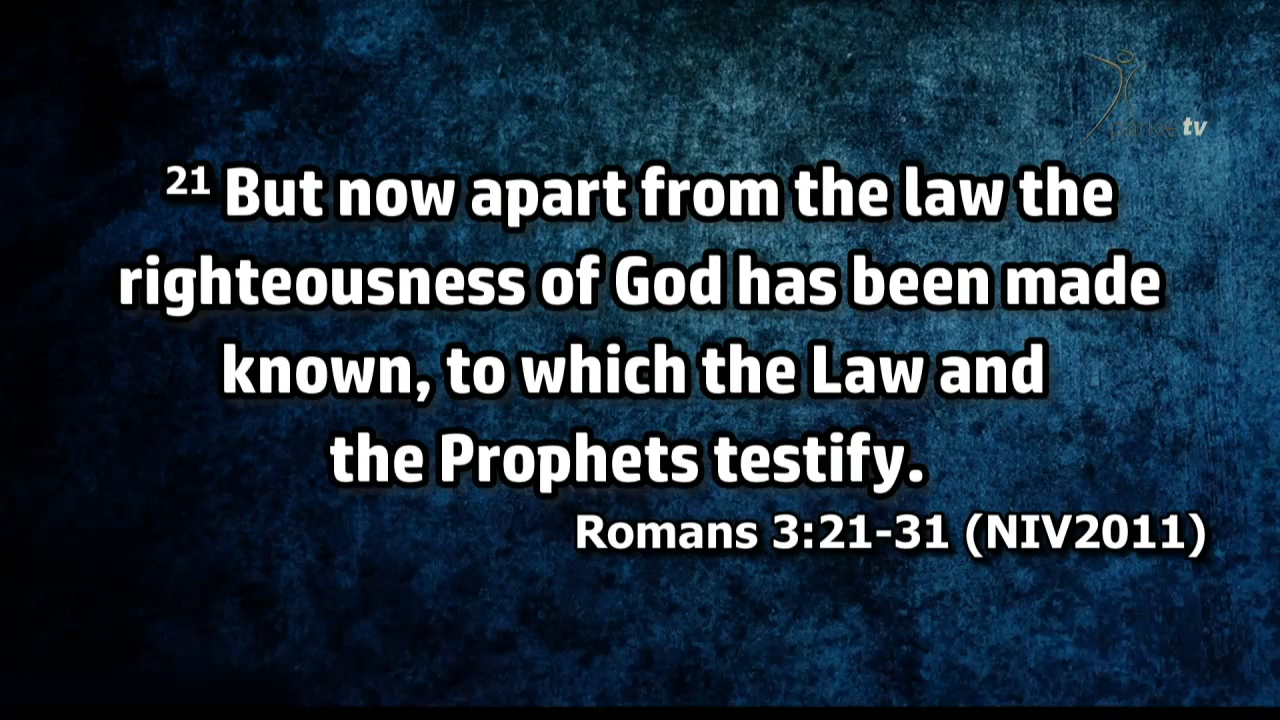 tv
21 But now apart from the law the
righteousness of God has been made
known, to which the Law and
the Prophets testify.
Romans 3:21-31 (NIV2011)